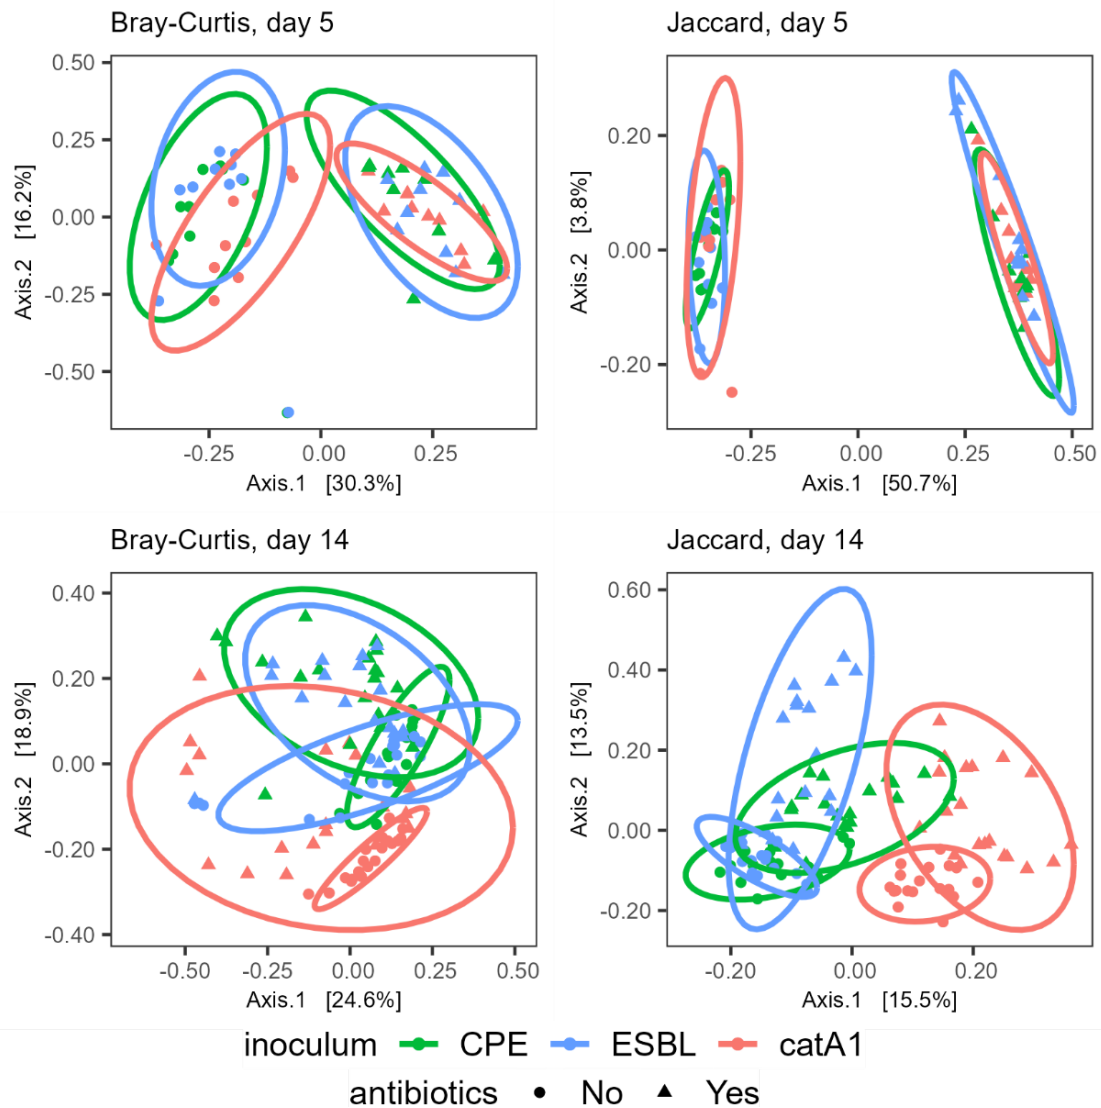 Bray-Curtis, day 5
0.50
0.25
0.00
-0.25
-0.50
Axis.2 [16.2%]
-0.25 0.00 0.25
Axis.1 [30.3%]
Jaccard, day 5
0.20
0.00
-0.20
Axis.2 [3.8%]
-0.25 0.00 0.25 0.50
Axis.1 [50.7%]
Bray-Curtis, day 14
0.40
0.20
0.00
-0.20
-0.40
Axis.2 [18.9%]
-0.50 -0.25 0.00 0.25 0.50
Axis.1 [24.6%]
Jaccard, day 14
0.60
0.40
0.20
0.00
-0.20
Axis.2 [13.5%]
-0.20 0.00 0.20
Axis.1 [15.5%]
inoculum CPE ESBL catA1
antibiotics No Yes